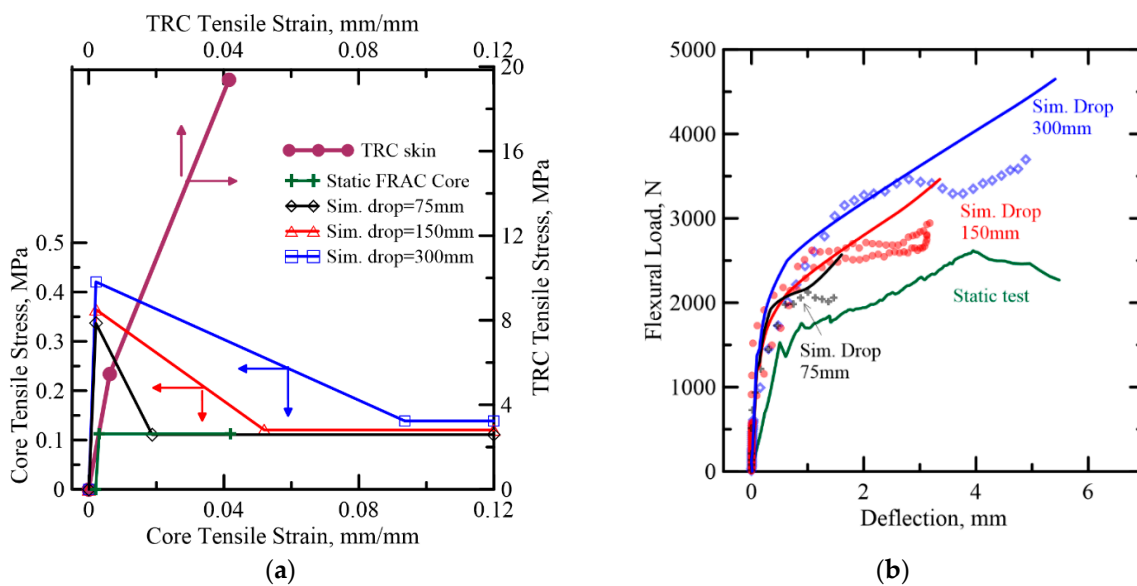 TRC Tensile Strain, mm/mm
0 0.04 0.12
20
16
12
8
4
0
TRC Tensile Stress, MPa
0.5
0.4
0.3
0.2
0.1
0
Core Tensile Stress, MPa
TRC skin
Static FRAC Core
Sim. drop=75mm
Sim. drop=150mm
Sim. drop=300mm
0 0.04 0.08 0.12
Core Tensile Strain, mm/mm
(a)
5000
4000
3000
2000
1000
0
Flexural Load, N
Sim. Drop
300mm
Sim. Drop
150mm
Static test
Sim. Drop
75mm
0 2 4 6 8
Deflection, mm
(b)